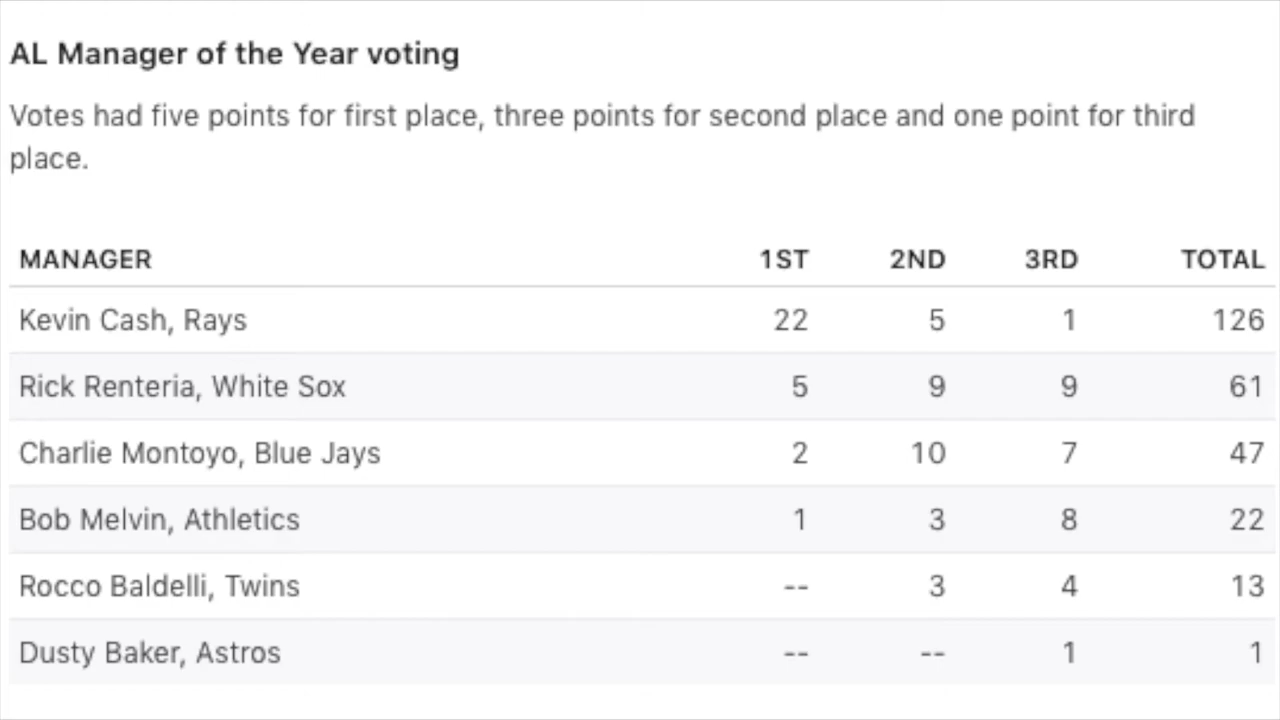 AL Manager of the Year voting
Votes had five points for first place, three points for second place and one point for third
place.
MANAGER 1ST 2ND 3RD TOTAL
Kevin Cash, Rays 22 5 1 126
Rick Renteria, White Sox 5 9 9 61
Charlie Montoyo, Blue Jays 2 10 7 47
Bob Melvin, Athletics 1 3 8 22
Rocco Baldelli, Twins -- 3 4 13
Dusty Baker, Astros -- -- 1 1